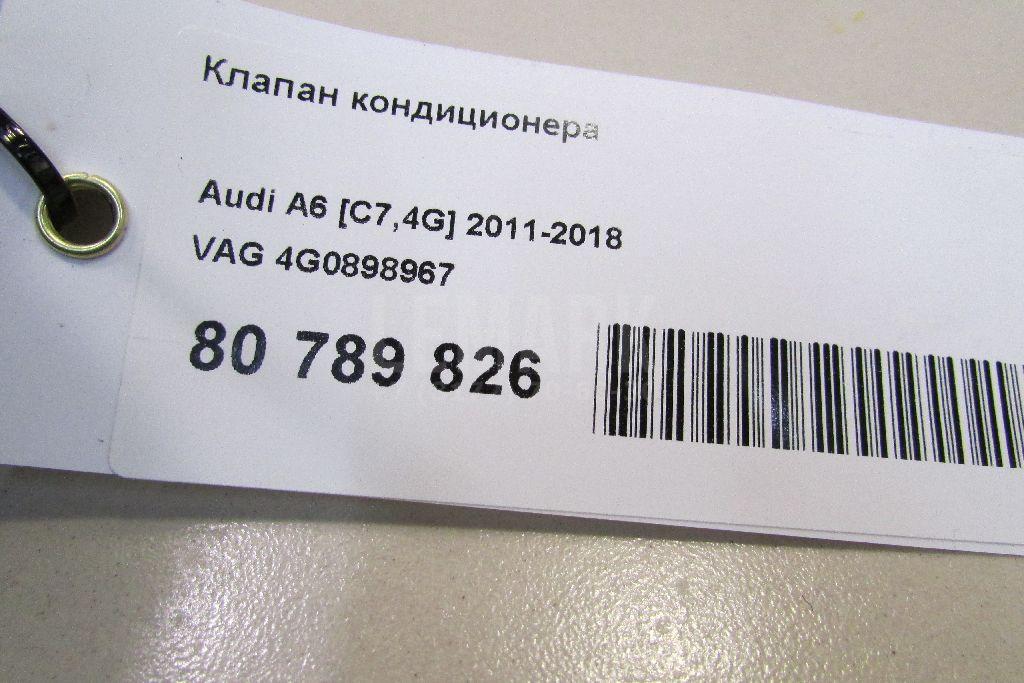 Клапан кондиционера
Audi A6 [C7,4G] 2011-2018
VAG 4G0898967
80 789 826